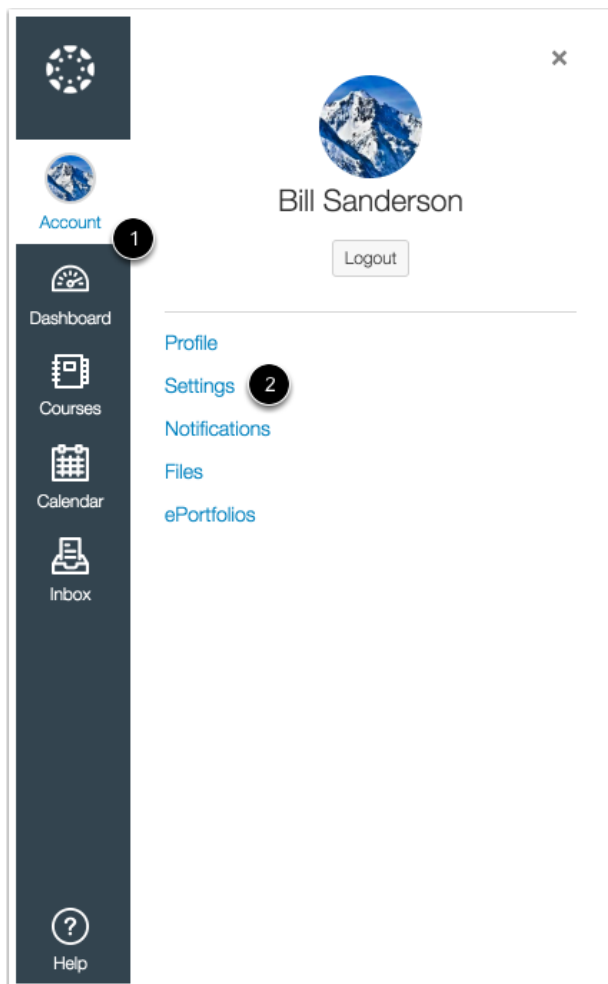 Account
1
Dashboard
Courses
Calendar
Inbox
Help
Bill Sanderson
Logout
Profile
Settings 2
Notifications
Files
ePortfolios